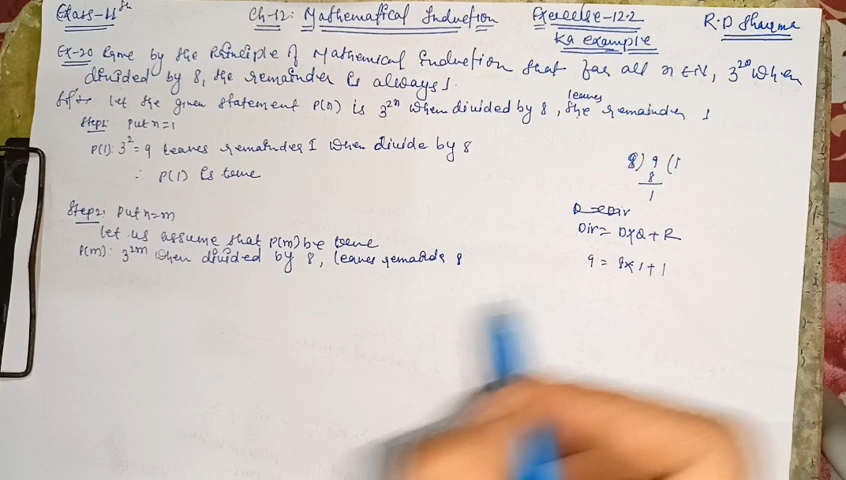 Class-11th Ch-12: Mathematical Induction Exercise-12.2 R.D Sharma
Ka example
Ex-20 Prove by the Principle of Mathemical Induction that for all n∈N, 3^2n when
divided by 8, the remainder is always 1.
Let the given statement P(n) is 3^2n when divided by 8, the leaves remainder 1
Step1: Put n=1
P(1): 3^2 = 9 leaves remainder 1 when divide by 8
∴ P(1) is true
8) 9 (1
8
1
Step2: Put n=m
Let us assume that P(m) be true
P(m): 3^2m when divided by 8, leaves remainder 8
Div = D×Q + R
9 = 8×1 + 1